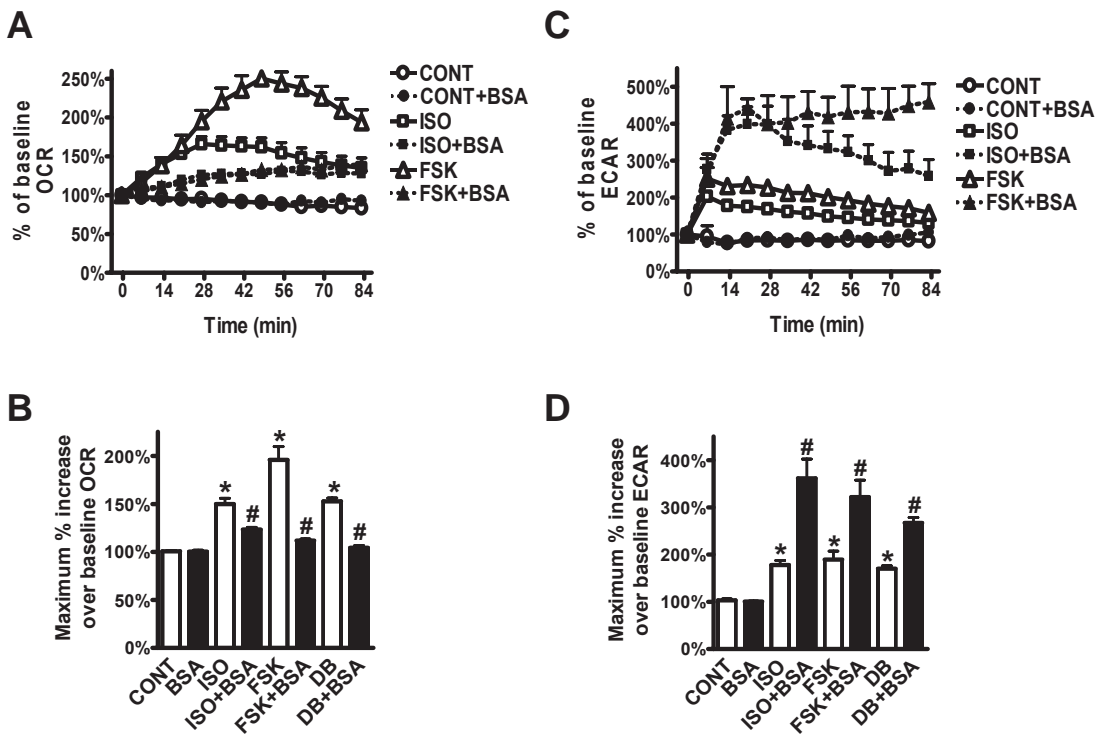 A
% of baseline
OCR
250%
200%
150%
100%
50%
0%
0 14 28 42 56 70 84
Time (min)
CONT
CONT+BSA
ISO
ISO+BSA
FSK
FSK+BSA
C
% of baseline
ECAR
500%
400%
300%
200%
100%
0%
0 14 28 42 56 70 84
Time (min)
CONT
CONT+BSA
ISO
ISO+BSA
FSK
FSK+BSA
B
Maximum % increase
over baseline OCR
200%
150%
100%
50%
0%
* # * # * #
CONT
BSA
ISO
ISO+BSA
FSK
FSK+BSA
DB
DB+BSA
D
Maximum % increase
over baseline ECAR
400%
300%
200%
100%
0%
* # * # * #
CONT
BSA
ISO
ISO+BSA
FSK
FSK+BSA
DB
DB+BSA